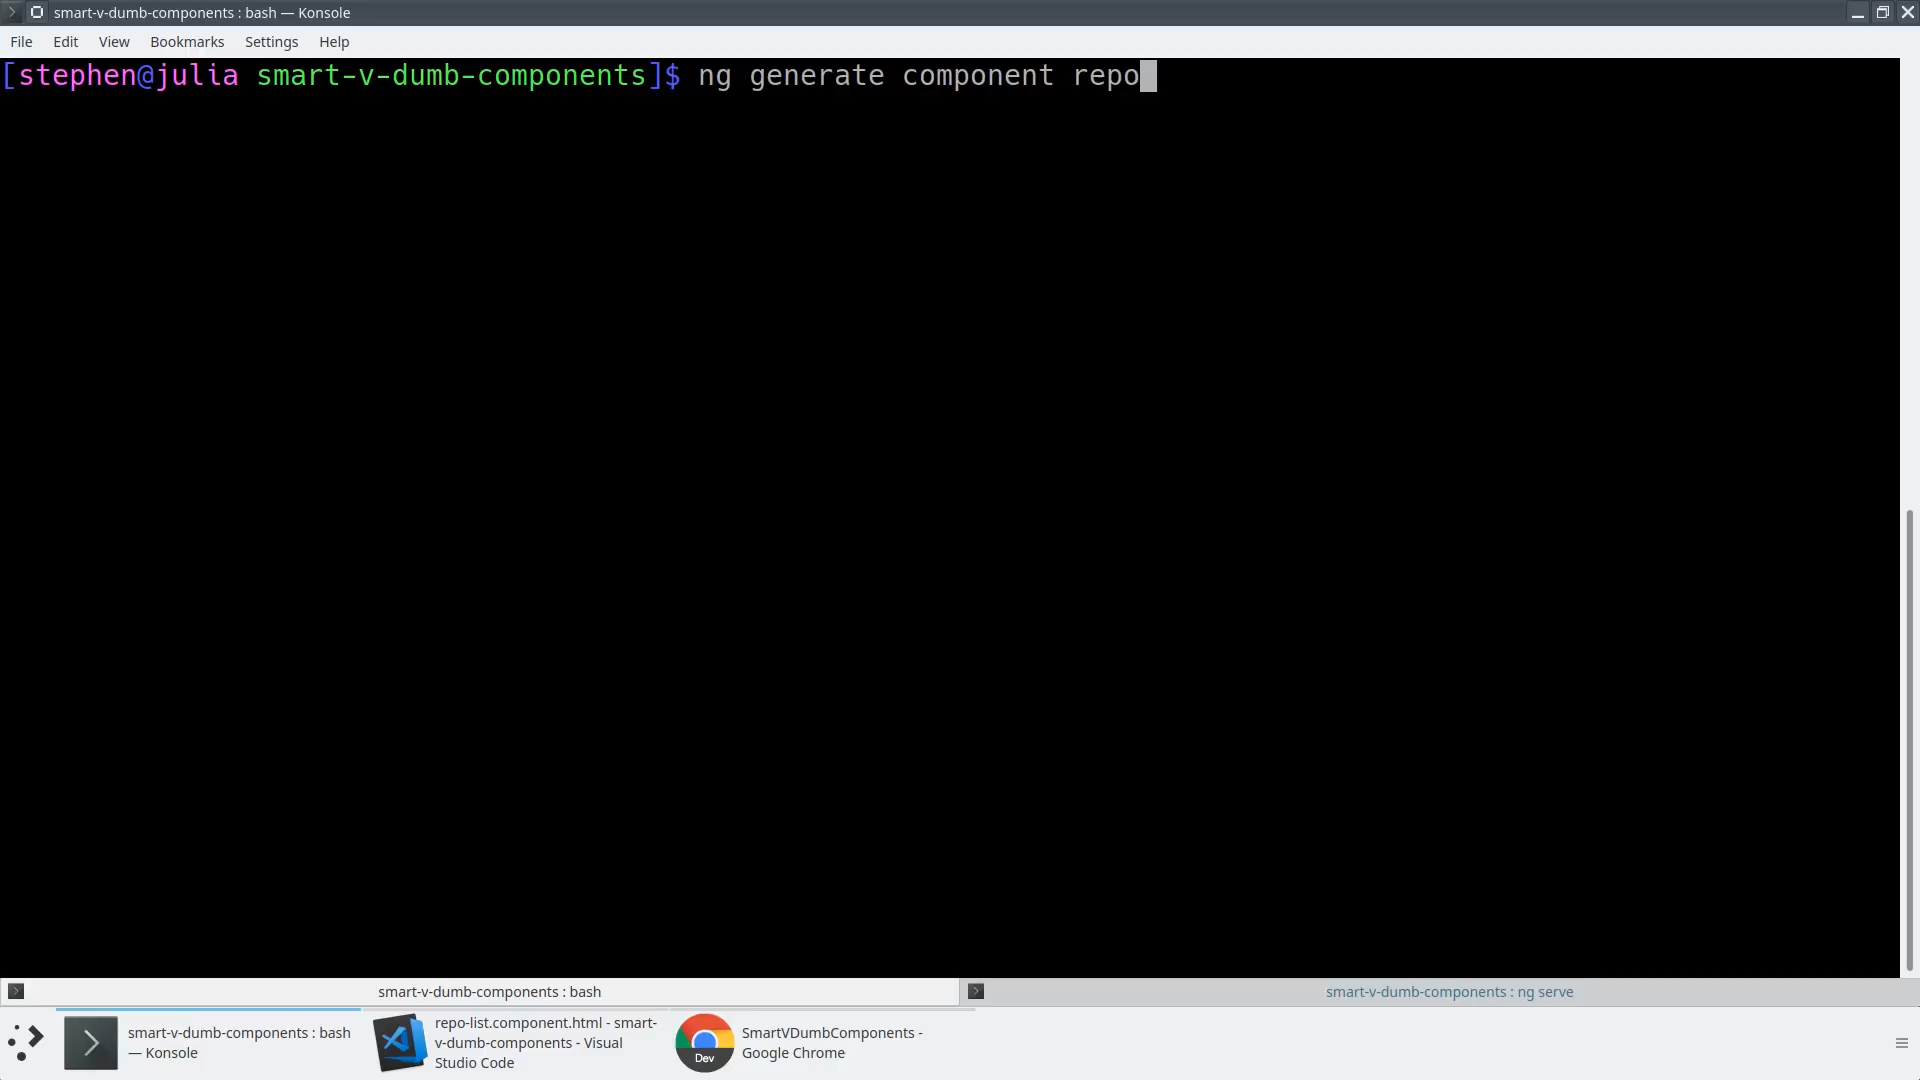 smart-v-dumb-components : bash — Konsole
File Edit View Bookmarks Settings Help
[stephen@julia smart-v-dumb-components]$ ng generate component repo
smart-v-dumb-components : bash
smart-v-dumb-components : ng serve
smart-v-dumb-components : bash
— Konsole
repo-list.component.html - smart-
v-dumb-components - Visual
Studio Code
Dev
SmartVDumbComponents -
Google Chrome